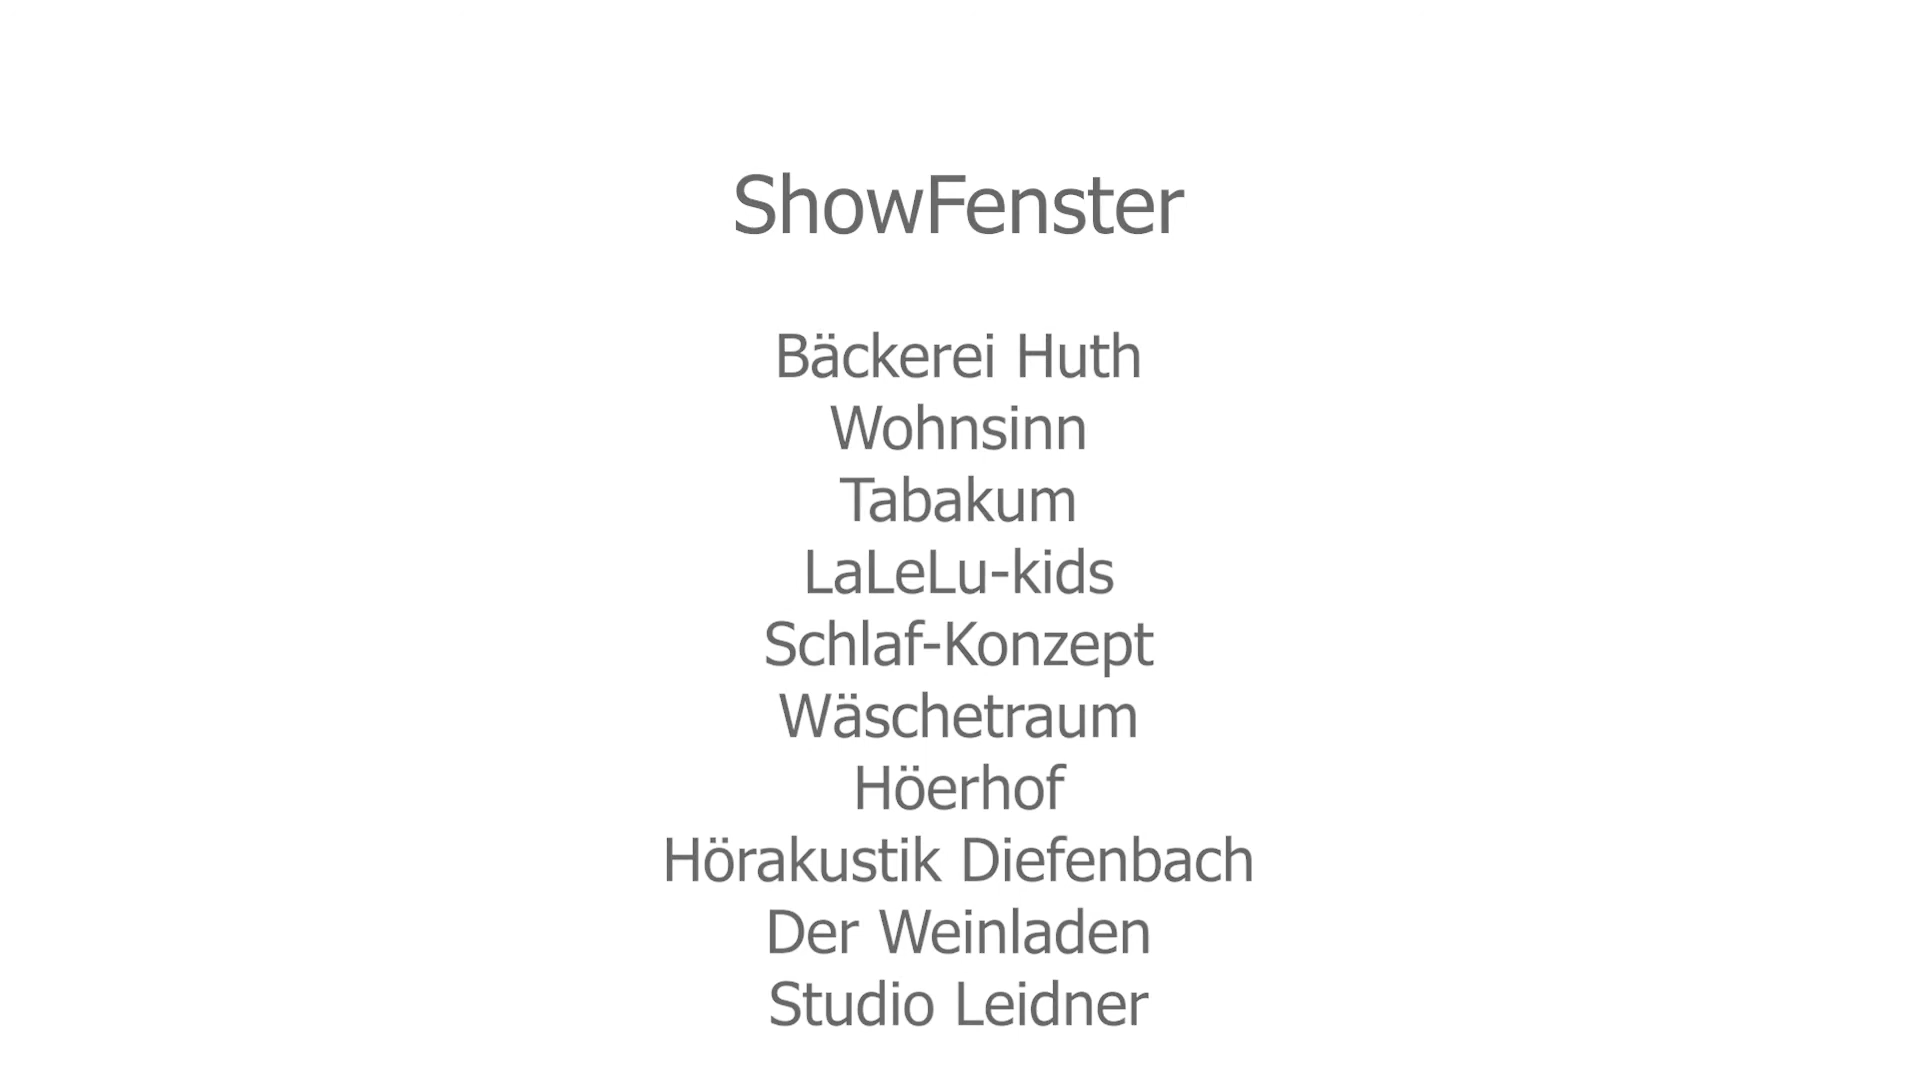 ShowFenster
Bäckerei Huth
Wohnsinn
Tabakum
LaLeLu-kids
Schlaf-Konzept
Wäschetraum
Höerhof
Hörakustik Diefenbach
Der Weinladen
Studio Leidner